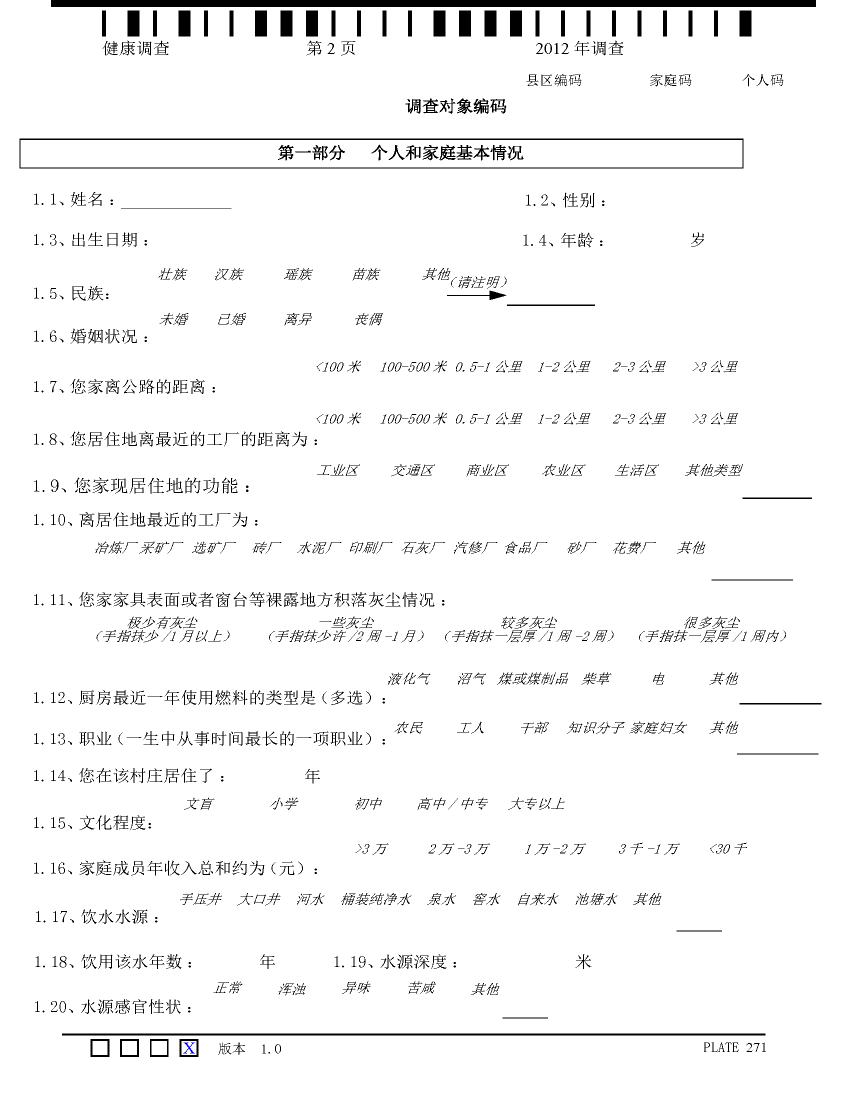 健康调查 第 2 页 2012 年调查
县区编码 家庭码 个人码
调查对象编码
第一部分 个人和家庭基本情况
1.1、姓名：_____________ 1.2、性别：
1.3、出生日期： 1.4、年龄： 岁
壮族 汉族 瑶族 苗族 其他（请注明）
1.5、民族:
未婚 已婚 离异 丧偶
1.6、婚姻状况：
<100 米 100-500 米 0.5-1 公里 1-2 公里 2-3 公里 >3 公里
1.7、您家离公路的距离：
<100 米 100-500 米 0.5-1 公里 1-2 公里 2-3 公里 >3 公里
1.8、您居住地离最近的工厂的距离为：
工业区 交通区 商业区 农业区 生活区 其他类型
1.9、您家现居住地的功能：
1.10、离居住地最近的工厂为：
冶炼厂 采矿厂 选矿厂 砖厂 水泥厂 印刷厂 石灰厂 汽修厂 食品厂 砂厂 花费厂 其他
1.11、您家家具表面或者窗台等裸露地方积落灰尘情况：
极少有灰尘 一些灰尘 较多灰尘 很多灰尘
（手指抹少 /1 月以上） （手指抹少许 /2 周 -1 月） （手指抹一层厚 /1 周 -2 周） （手指抹一层厚 /1 周内）
液化气 沼气 煤或煤制品 柴草 电 其他
1.12、厨房最近一年使用燃料的类型是（多选）:
农民 工人 干部 知识分子 家庭妇女 其他
1.13、职业（一生中从事时间最长的一项职业）:
1.14、您在该村庄居住了： 年
文盲 小学 初中 高中 / 中专 大专以上
1.15、文化程度:
>3 万 2 万 -3 万 1 万 -2 万 3 千 -1 万 <30 千
1.16、家庭成员年收入总和约为（元）:
手压井 大口井 河水 桶装纯净水 泉水 窖水 自来水 池塘水 其他
1.17、饮水水源：
1.18、饮用该水年数： 年 1.19、水源深度： 米
正常 浑浊 异味 苦咸 其他
1.20、水源感官性状：
X 版本 1.0 PLATE 271